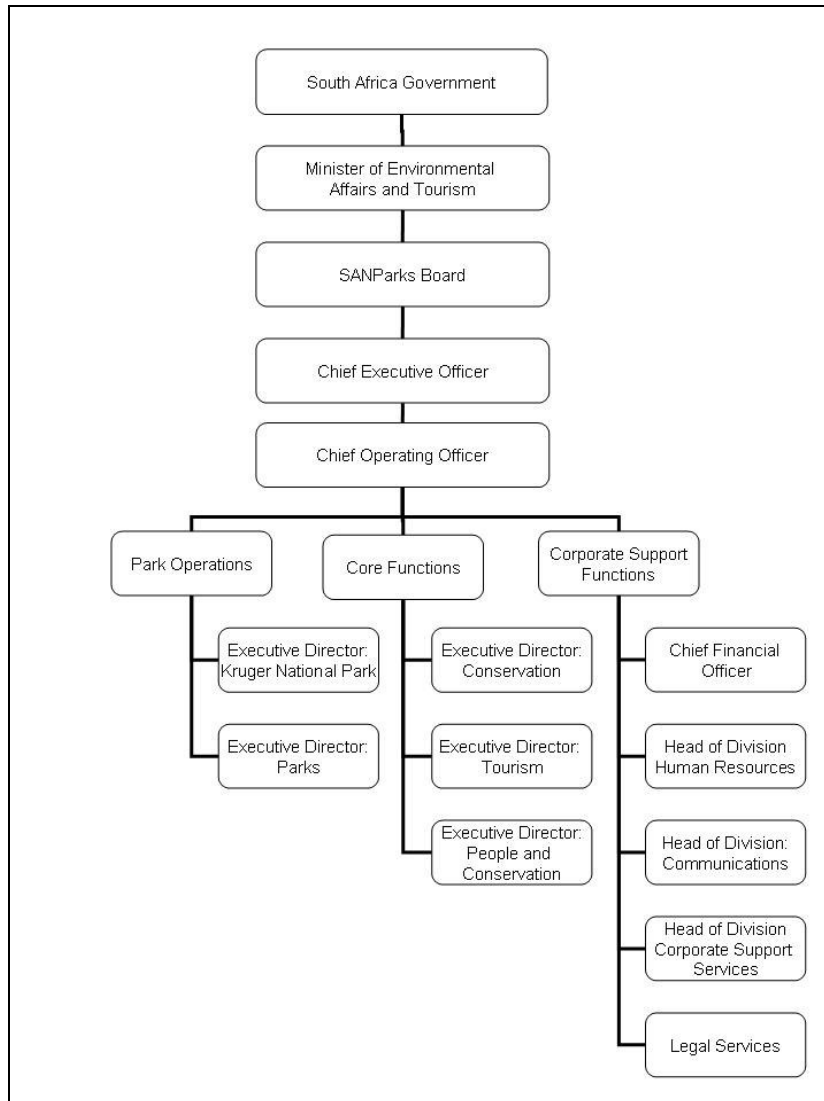 South Africa Government
Minister of Environmental
Affairs and Tourism
SANParks Board
Chief Executive Officer
Chief Operating Officer
Park Operations
Core Functions
Corporate Support
Functions
Executive Director:
Kruger National Park
Executive Director:
Parks
Executive Director:
Conservation
Executive Director:
Tourism
Executive Director:
People and
Conservation
Chief Financial
Officer
Head of Division
Human Resources
Head of Division:
Communications
Head of Division
Corporate Support
Services
Legal Services